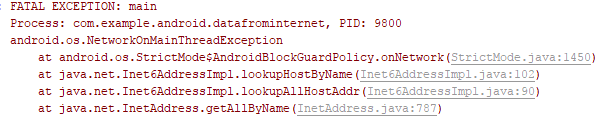 : FATAL EXCEPTION: main
Process: com.example.android.datafrominternet, PID: 9800
android.os.NetworkOnMainThreadException
at android.os.StrictMode$AndroidBlockGuardPolicy.onNetwork(StrictMode.java:1450)
at java.net.Inet6AddressImpl.lookupHostByName(Inet6AddressImpl.java:102)
at java.net.Inet6AddressImpl.lookupAllHostAddr(Inet6AddressImpl.java:90)
at java.net.InetAddress.getAllByName(InetAddress.java:787)